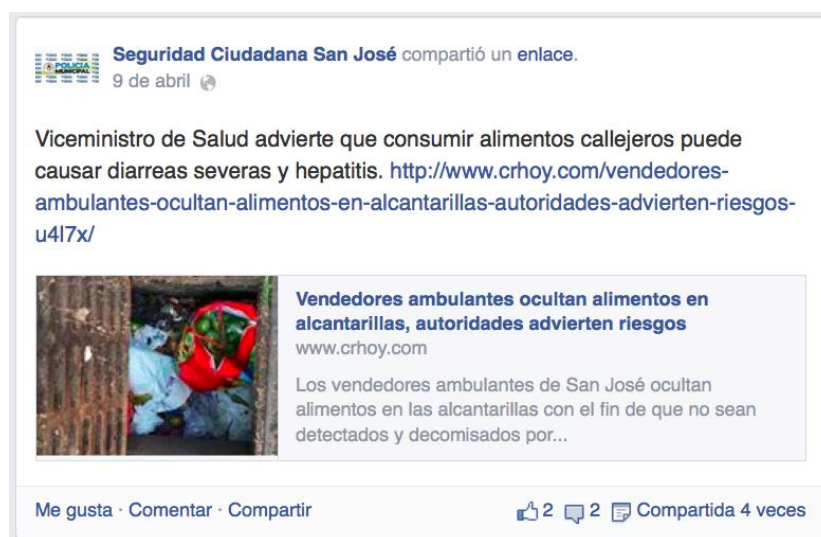 POLICIA
MUNICIPAL
Seguridad Ciudadana San José compartió un enlace.
9 de abril
Viceministro de Salud advierte que consumir alimentos callejeros puede
causar diarreas severas y hepatitis. http://www.crhoy.com/vendedores-
ambulantes-ocultan-alimentos-en-alcantarillas-autoridades-advierten-riesgos-
u4l7x/
Vendedores ambulantes ocultan alimentos en
alcantarillas, autoridades advierten riesgos
www.crhoy.com
Los vendedores ambulantes de San José ocultan
alimentos en las alcantarillas con el fin de que no sean
detectados y decomisados por...
Me gusta · Comentar · Compartir 2 2 Compartida 4 veces